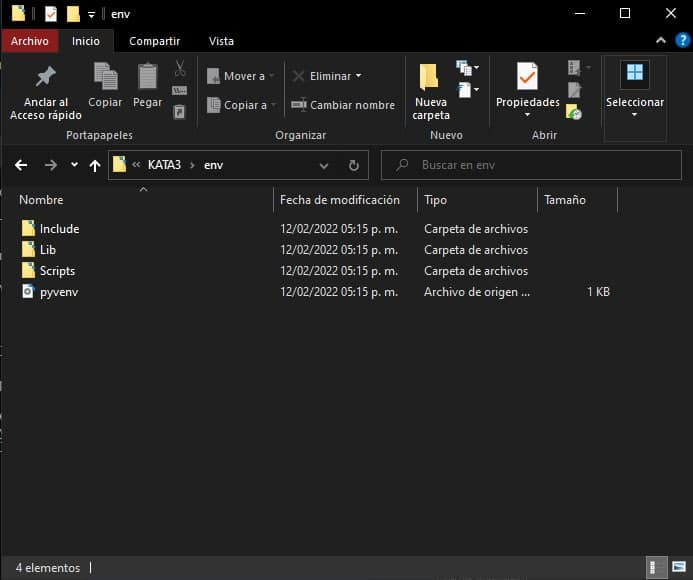 env
Archivo Inicio Compartir Vista
Anclar al Acceso rápido
Copiar
Pegar
Portapapeles
Mover a
Copiar a
Eliminar
Cambiar nombre
Organizar
Nueva carpeta
Nuevo
Propiedades
Abrir
Seleccionar
« KATA3 > env
Buscar en env
Nombre Fecha de modificación Tipo Tamaño
Include 12/02/2022 05:15 p. m. Carpeta de archivos
Lib 12/02/2022 05:15 p. m. Carpeta de archivos
Scripts 12/02/2022 05:15 p. m. Carpeta de archivos
pyvenv 12/02/2022 05:15 p. m. Archivo de origen ... 1 KB
4 elementos